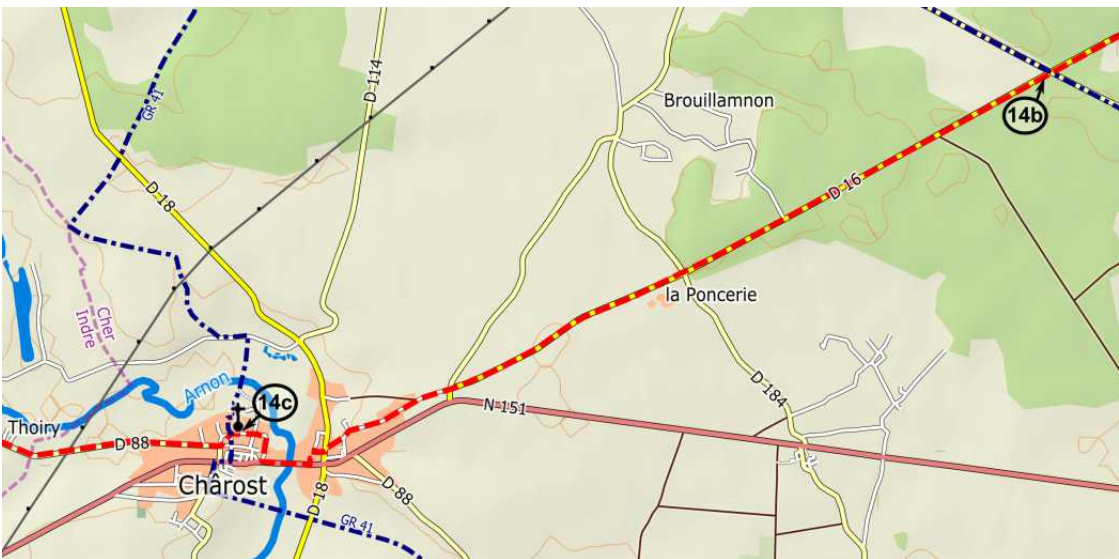 GR 41
D 114
Brouillamnon
14b
D 16
D 18
la Poncerie
Cher
Indre
Arnon
14c
N 151
D 184
Thoiry
D 88
Chârost
D 88
D 18
GR 41